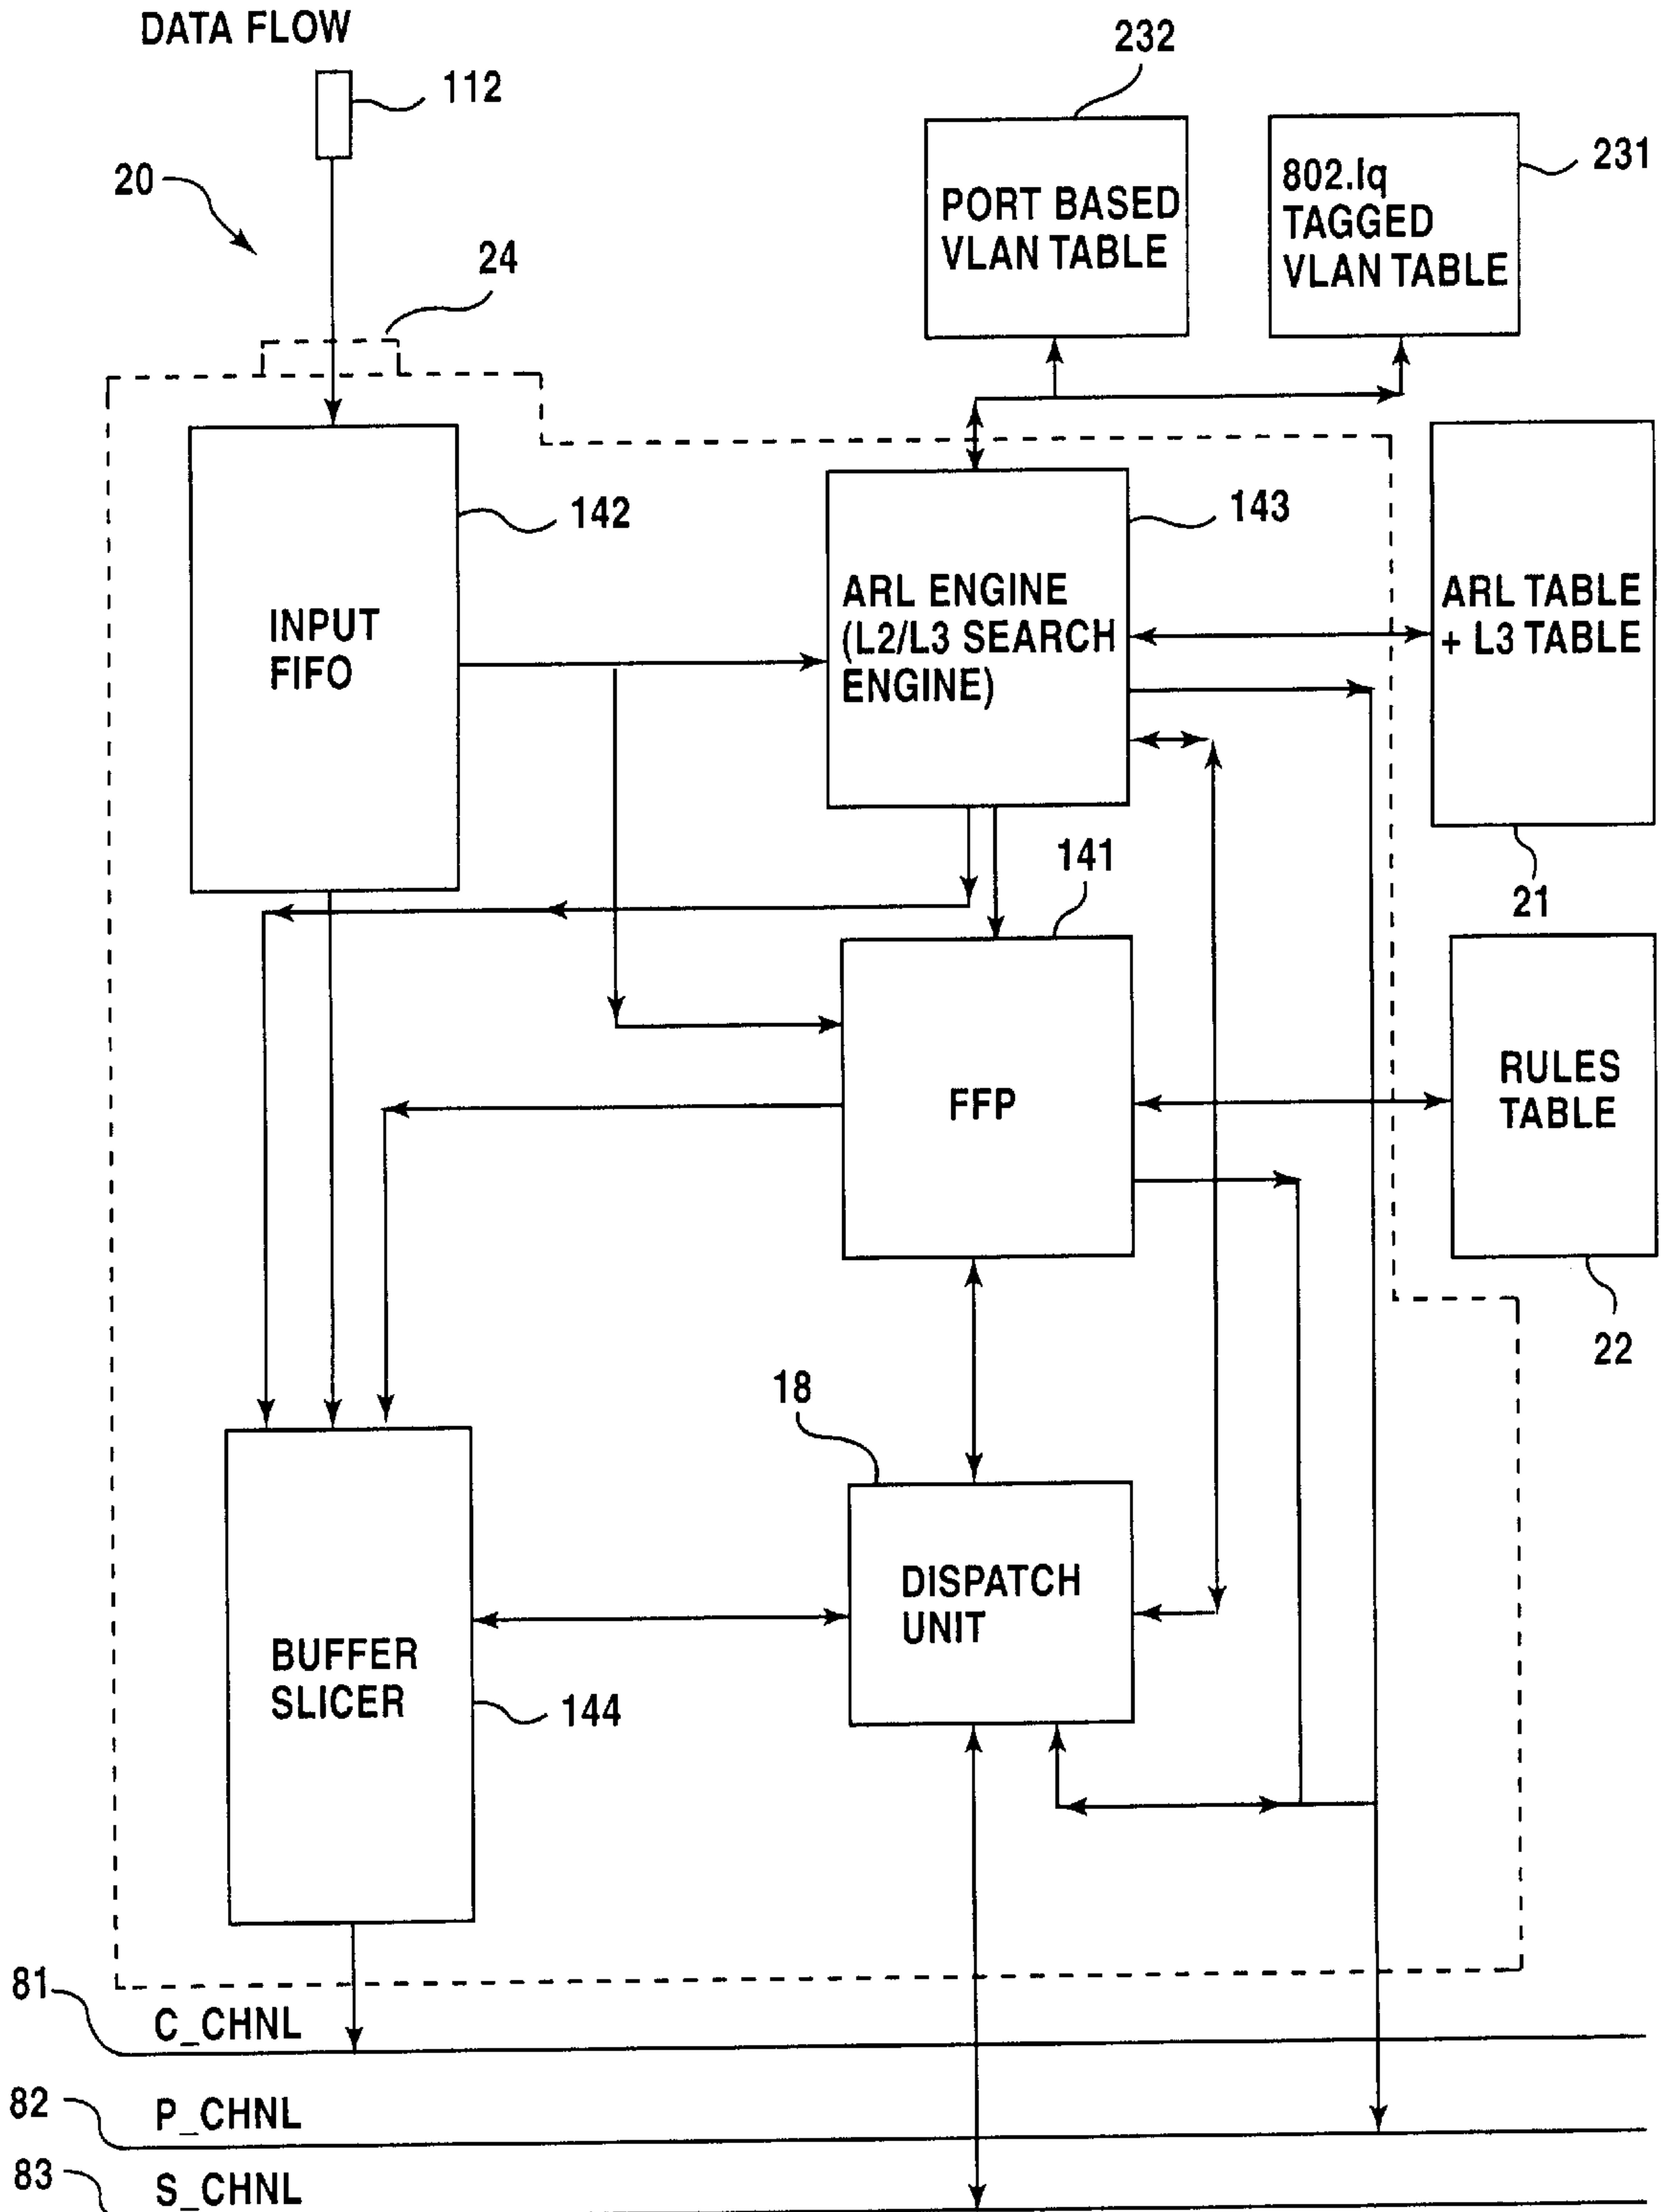 DATA FLOW
112
20
24
232
231
PORT BASED
VLAN TABLE
802.lq
TAGGED
VLAN TABLE
142
143
INPUT
FIFO
ARL ENGINE
(L2/L3 SEARCH
ENGINE)
ARL TABLE
+ L3 TABLE
21
141
FFP
RULES
TABLE
22
18
DISPATCH
UNIT
BUFFER
SLICER
144
81
C_CHNL
82
P_CHNL
83
S_CHNL